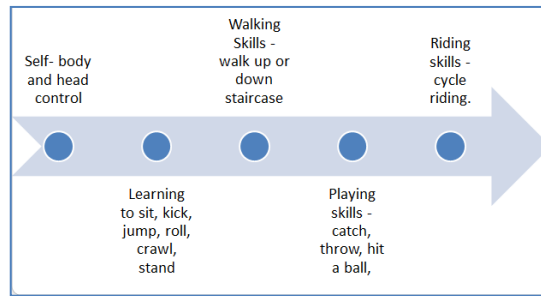 Self- body
and head
control
Learning
to sit, kick,
jump, roll,
crawl,
stand
Walking
Skills -
walk up or
down
staircase
Playing
skills -
catch,
throw, hit
a ball,
Riding
skills -
cycle
riding.